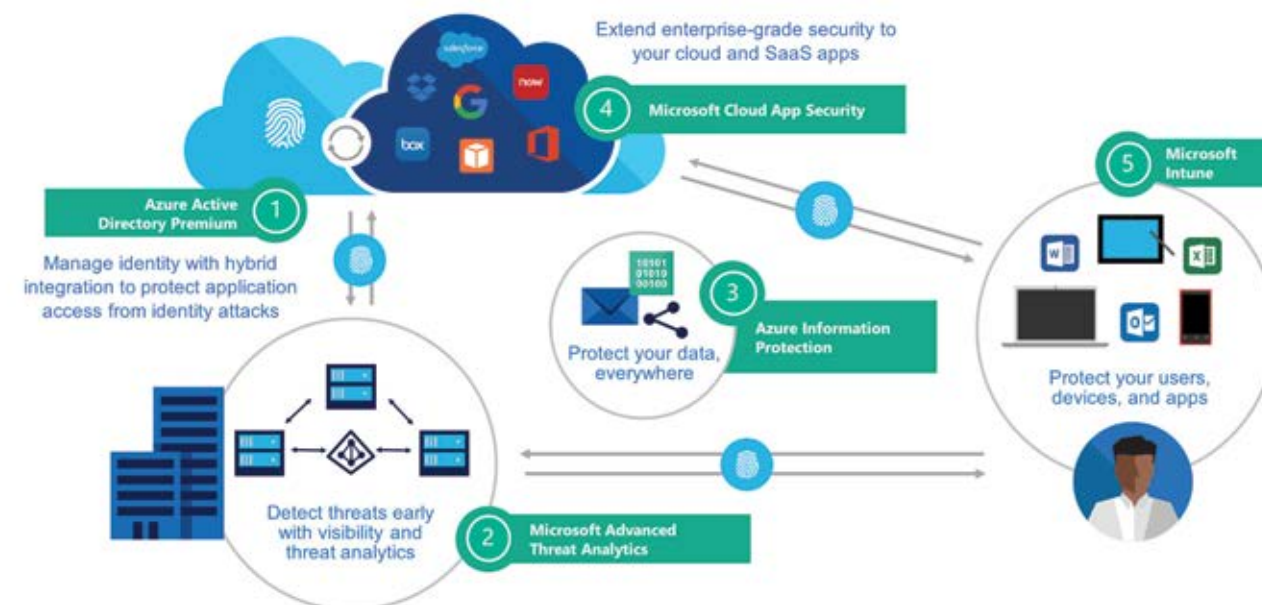 Extend enterprise-grade security to
your cloud and SaaS apps
salesforce
now
box
4
Microsoft Cloud App Security
5
Microsoft
Intune
Azure Active
Directory Premium
1
Manage identity with hybrid
integration to protect application
access from identity attacks
10101
01010
00100
3
Azure Information
Protection
Protect your data,
everywhere
W
X
O
Protect your users,
devices, and apps
Detect threats early
with visibility and
threat analytics
2
Microsoft Advanced
Threat Analytics